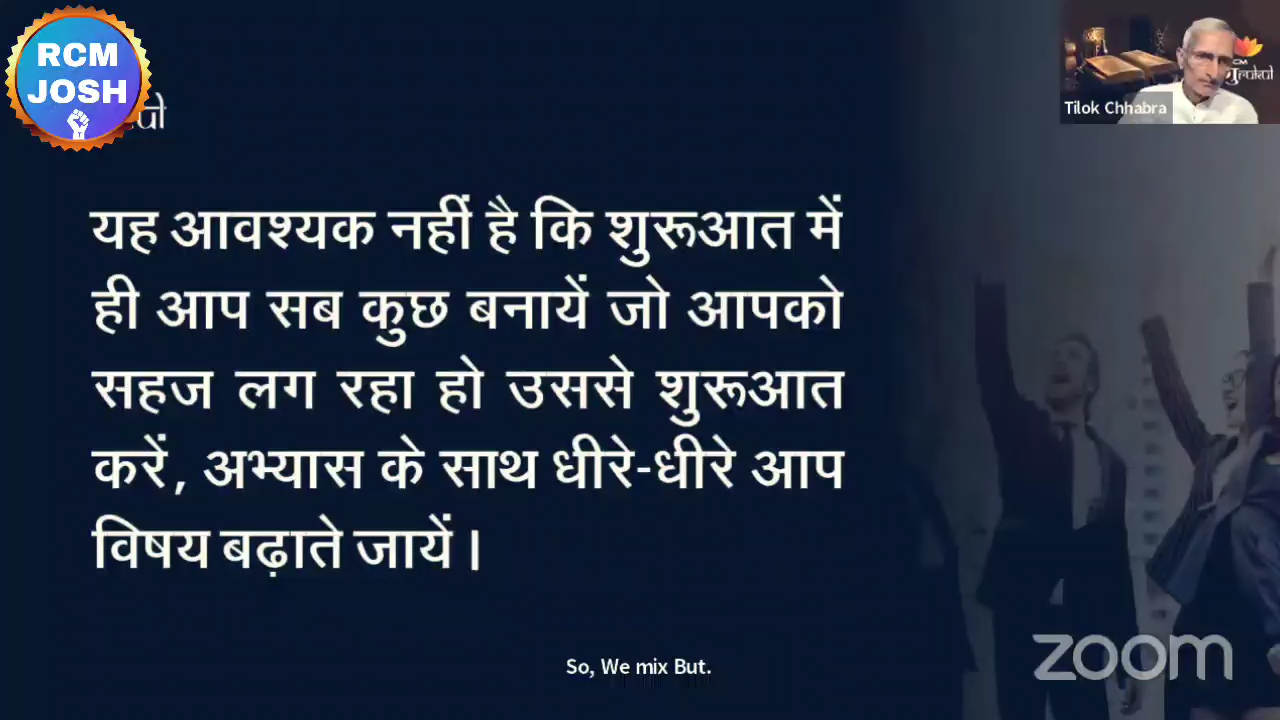 RCM
JOSH
Tilok Chhabra
यह आवश्यक नहीं है कि शुरूआत में
ही आप सब कुछ बनायें जो आपको
सहज लग रहा हो उससे शुरूआत
करें, अभ्यास के साथ धीरे-धीरे आप
विषय बढ़ाते जायें।
So, We mix But.
zoom